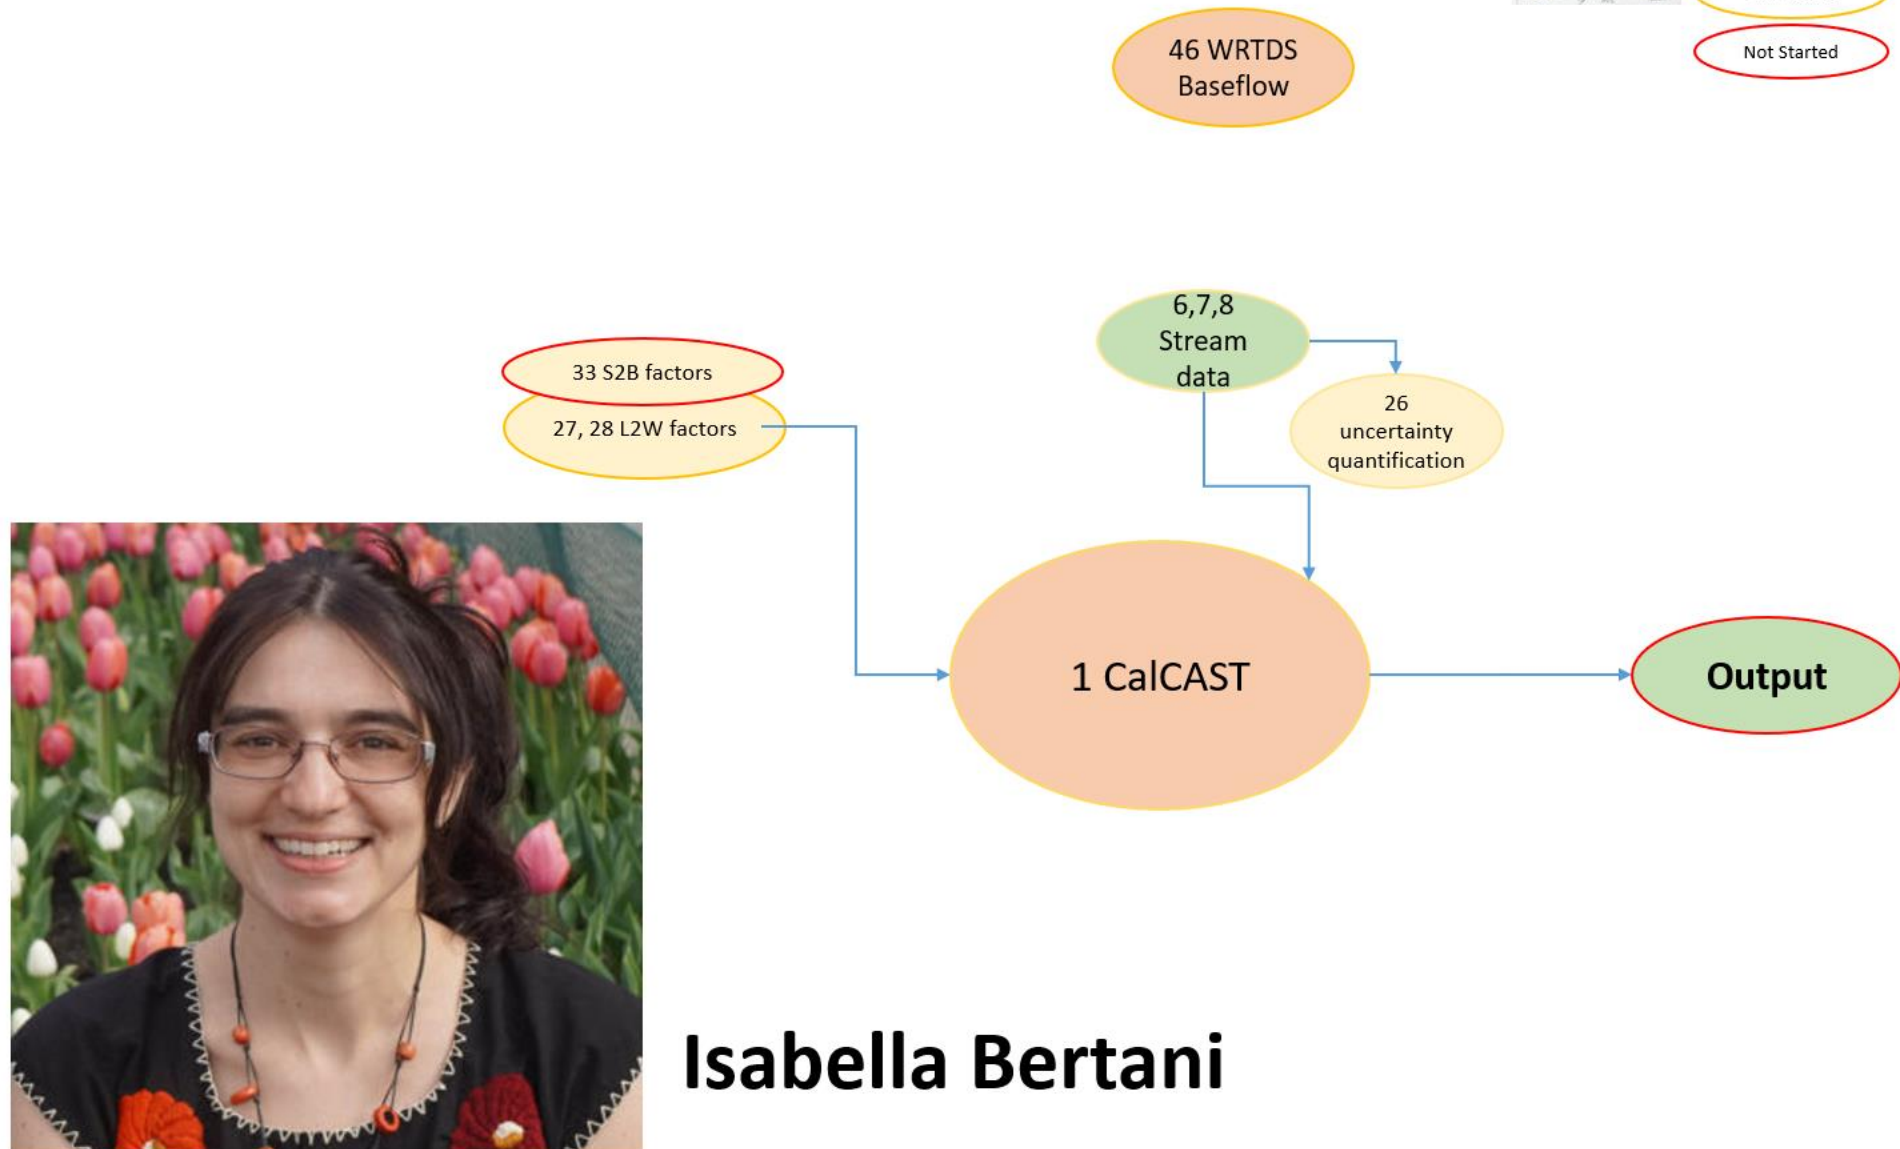 46 WRTDS
Baseflow
Not Started
6,7,8
Stream
data
33 S2B factors
27, 28 L2W factors
26
uncertainty
quantification
1 CalCAST
Output
Isabella Bertani